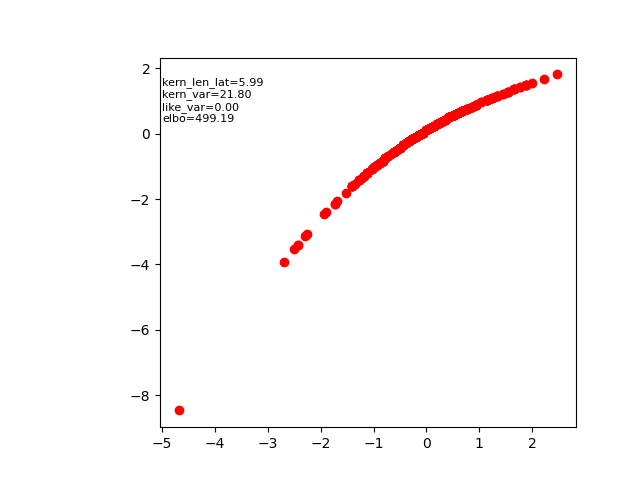 kern_len_lat=5.99
kern_var=21.80
like_var=0.00
elbo=499.19
2
0
−2
−4
−6
−8
−5 −4 −3 −2 −1 0 1 2